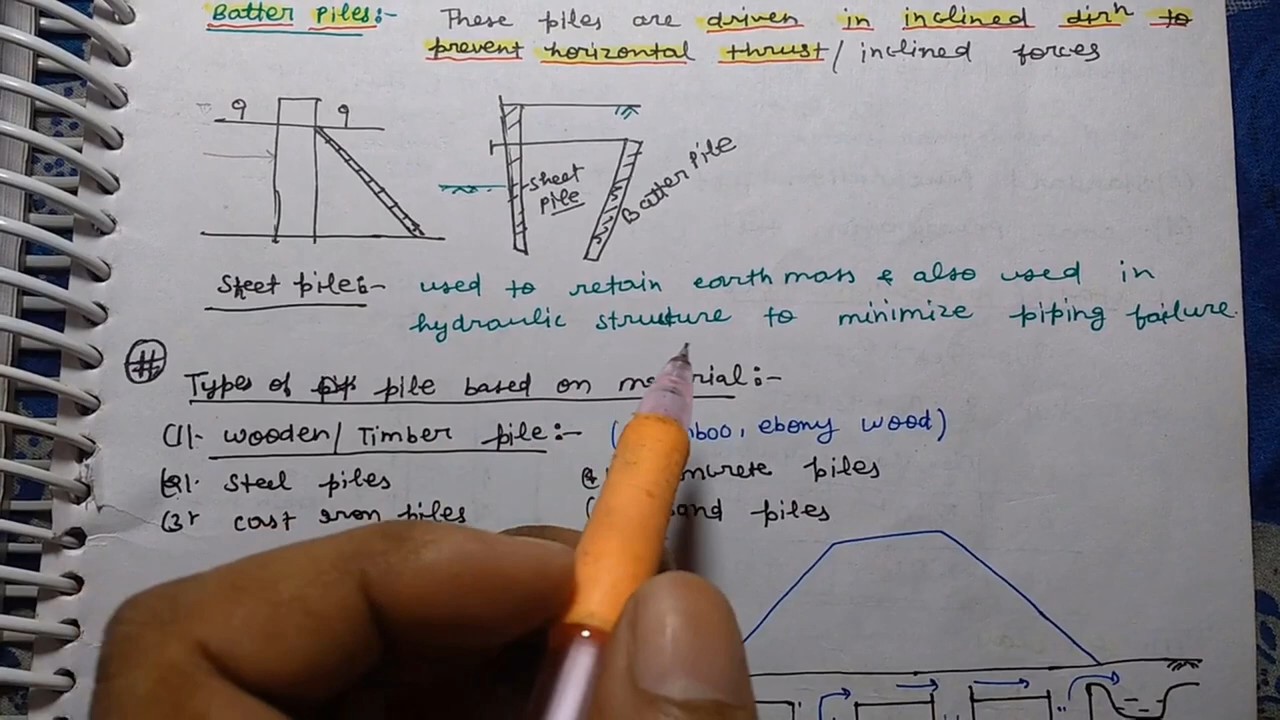 Batter Piles:- These piles are driven in inclined dirⁿ to
prevent horizontal thrust/ inclined forces
q q
sheet
pile
Batter Pile
Sheet pile:- used to retain earth mass & also used in
hydraulic structure to minimize piping failure
# Types of pile based on material:-
(1)- wooden/ Timber pile:- ebony wood)
steel piles
concrete piles
(3) cast Iron piles
sand piles